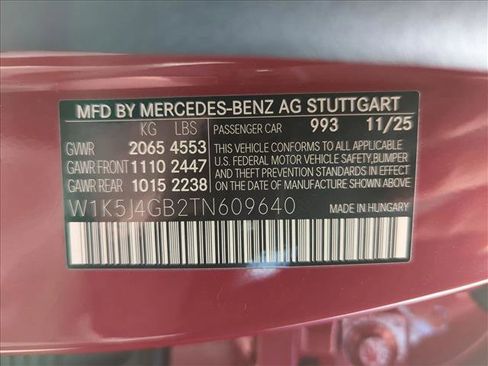 MFD BY MERCEDES-BENZ AG STUTTGART
KG LBS PASSENGER CAR 993 11/25
GVWR 2065 4553 THIS VEHICLE CONFORMS TO ALL APPLICABLE
GAWR FRONT 1110 2447 U.S. FEDERAL MOTOR VEHICLE SAFETY, BUMPER
GAWR REAR 1015 2238 AND THEFT PREVENTION STANDARDS IN EFFECT
ON THE DATE OF MANUFACTURE SHOWN ABOVE.
W1K5J4GB2TN609640 MADE IN HUNGARY